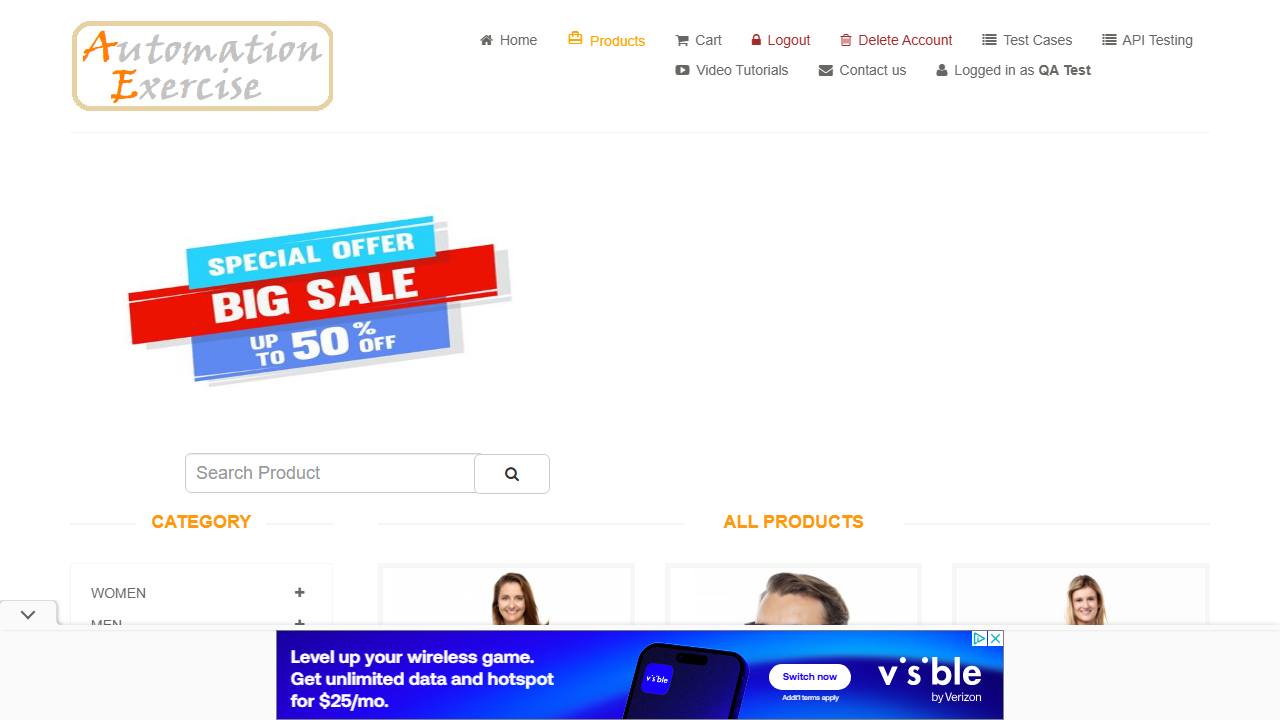 Automation
Exercise
Home
Products
Cart
Logout
Delete Account
Test Cases
API Testing
Video Tutorials
Contact us
Logged in as QA Test
SPECIAL OFFER
BIG SALE
UP TO 50% OFF
Search Product
CATEGORY
ALL PRODUCTS
WOMEN
MEN
Level up your wireless game.
Get unlimited data and hotspot
for $25/mo.
visible
Switch now
Addt'l terms apply
visible
by Verizon